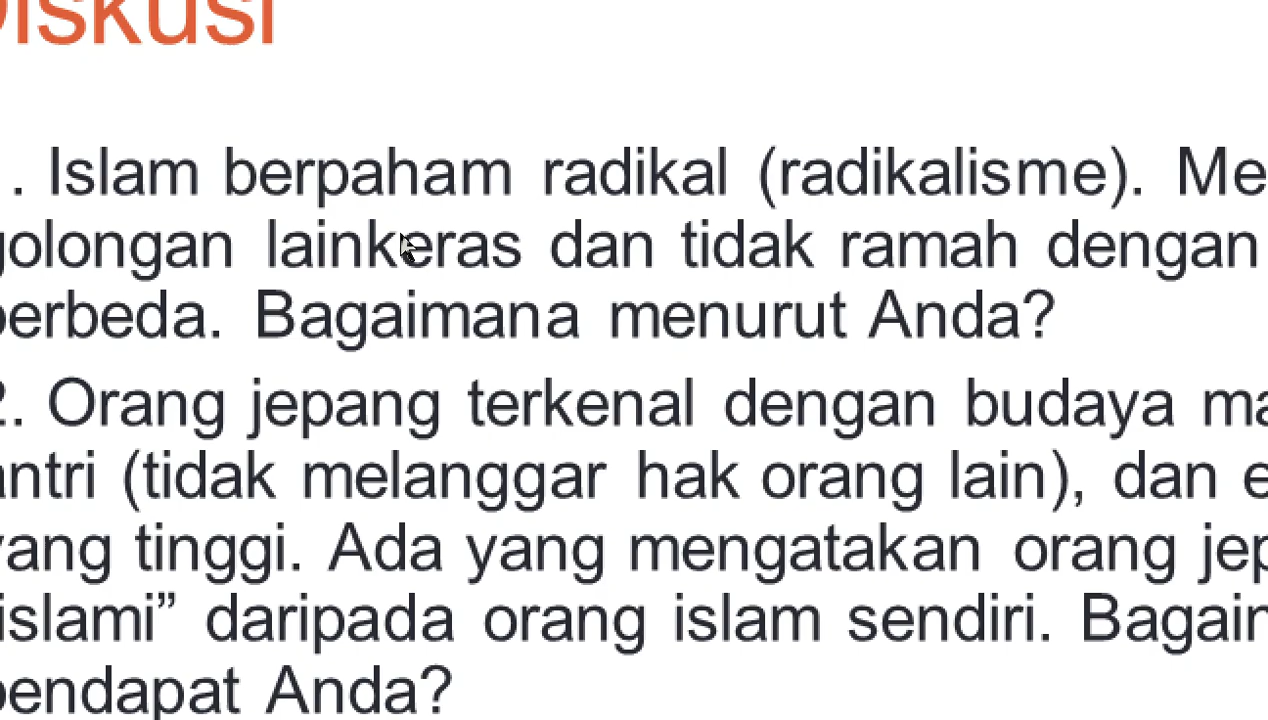 Diskusi
. Islam berpaham radikal (radikalisme). Me
golongan lainkeras dan tidak ramah dengan
berbeda. Bagaimana menurut Anda?
2. Orang jepang terkenal dengan budaya ma
antri (tidak melanggar hak orang lain), dan e
yang tinggi. Ada yang mengatakan orang jep
islami” daripada orang islam sendiri. Bagaim
pendapat Anda?